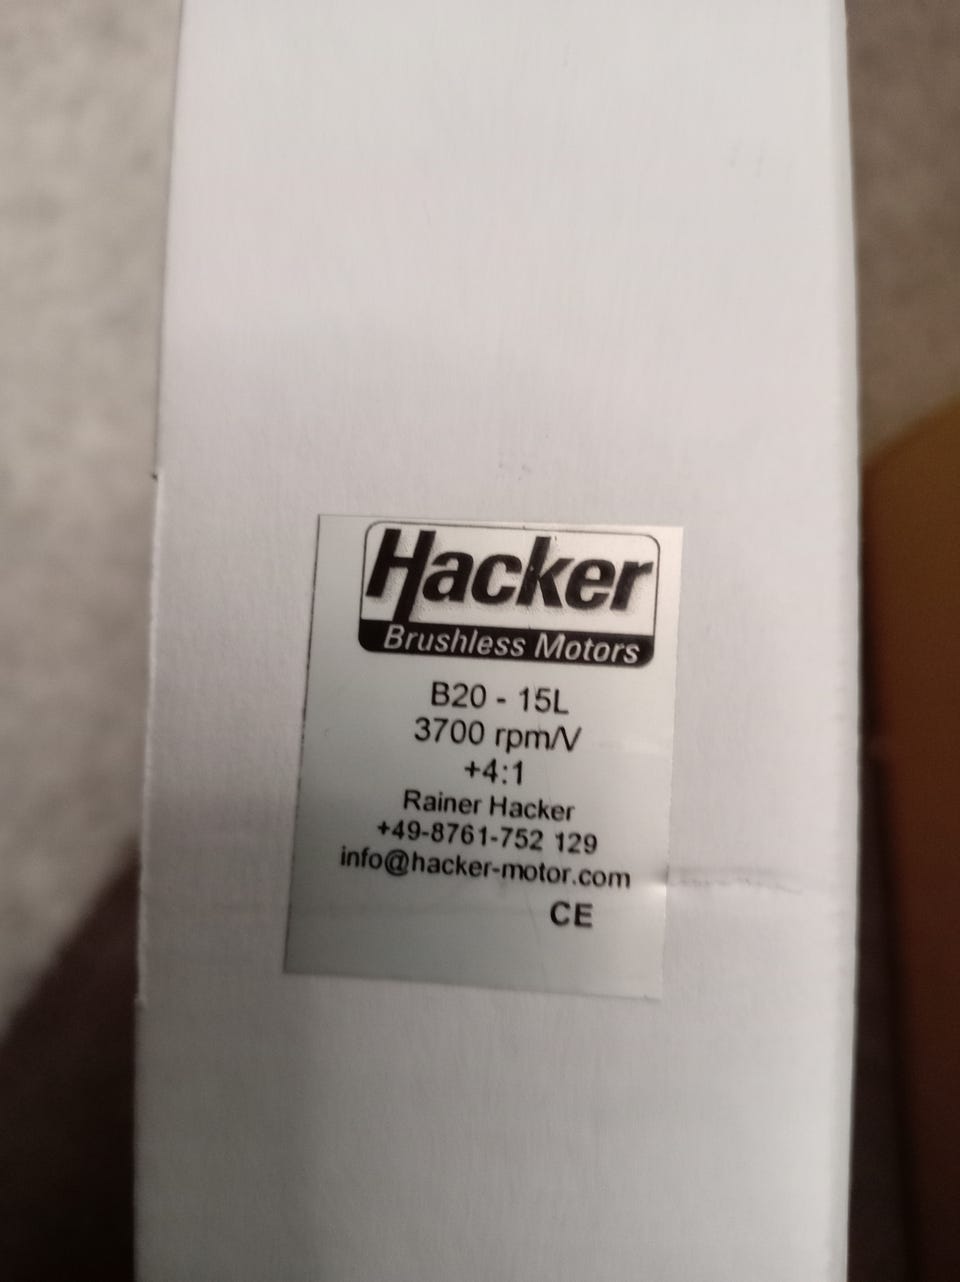 Hacker
Brushless Motors
B20 - 15L
3700 rpm/V
+4:1
Rainer Hacker
+49-8761-752 129
info@hacker-motor.com
CE